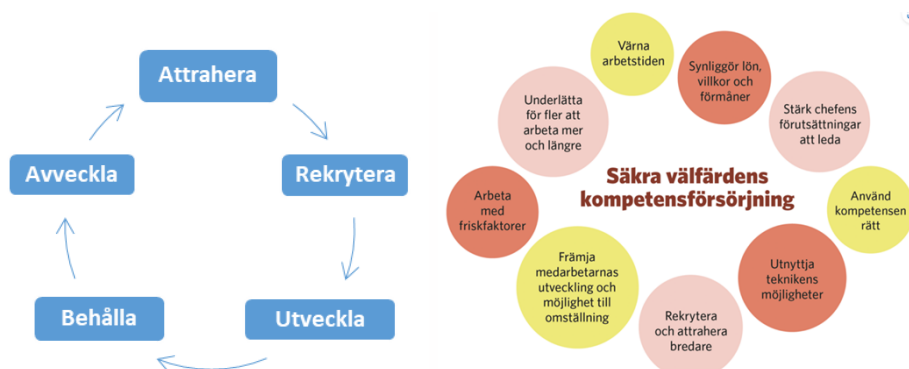 Attrahera
Rekrytera
Utveckla
Behålla
Avveckla
Värna
arbetstiden
Synliggör lön,
villkor och
förmåner
Stärk chefens
förutsättningar
att leda
Använd
kompetensen
rätt
Utnyttja
teknikens
möjligheter
Rekrytera
och attrahera
bredare
Främja
medarbetarnas
utveckling och
möjlighet till
omställning
Arbeta
med
friskfaktorer
Underlätta
för fler att
arbeta mer
och längre
Säkra välfärdens
kompetensförsörjning